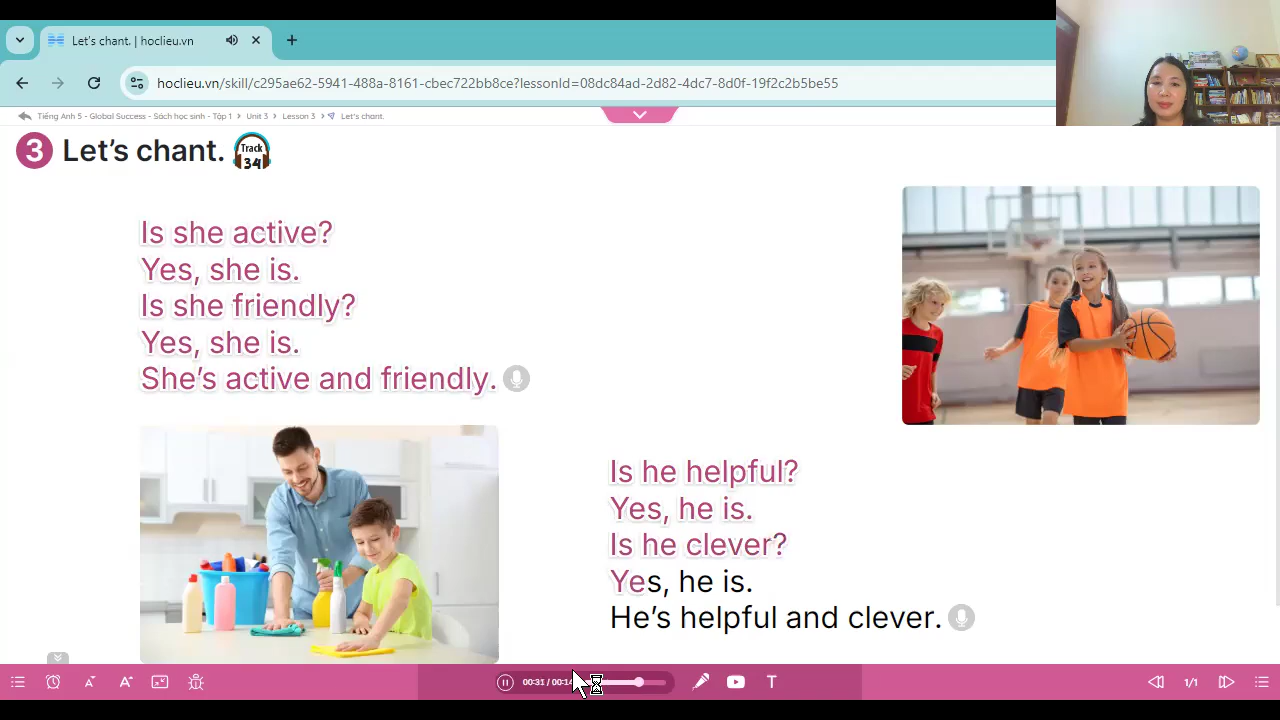 Let's chant. | hoclieu.vn
hoclieu.vn/skill/c295ae62-5941-488a-8161-cbec722bb8ce?lessonId=08dc84ad-2d82-4dc7-8d0f-19f2c2b5be55
Tiếng Anh 5 - Global Success - Sách học sinh - Tập 1 > Unit 3 > Lesson 3 > Let's chant.
3 Let's chant. Track 34
Is she active?
Yes, she is.
Is she friendly?
Yes, she is.
She's active and friendly.
Is he helpful?
Yes, he is.
Is he clever?
Yes, he is.
He's helpful and clever.
A A 00:31 / T 1/1